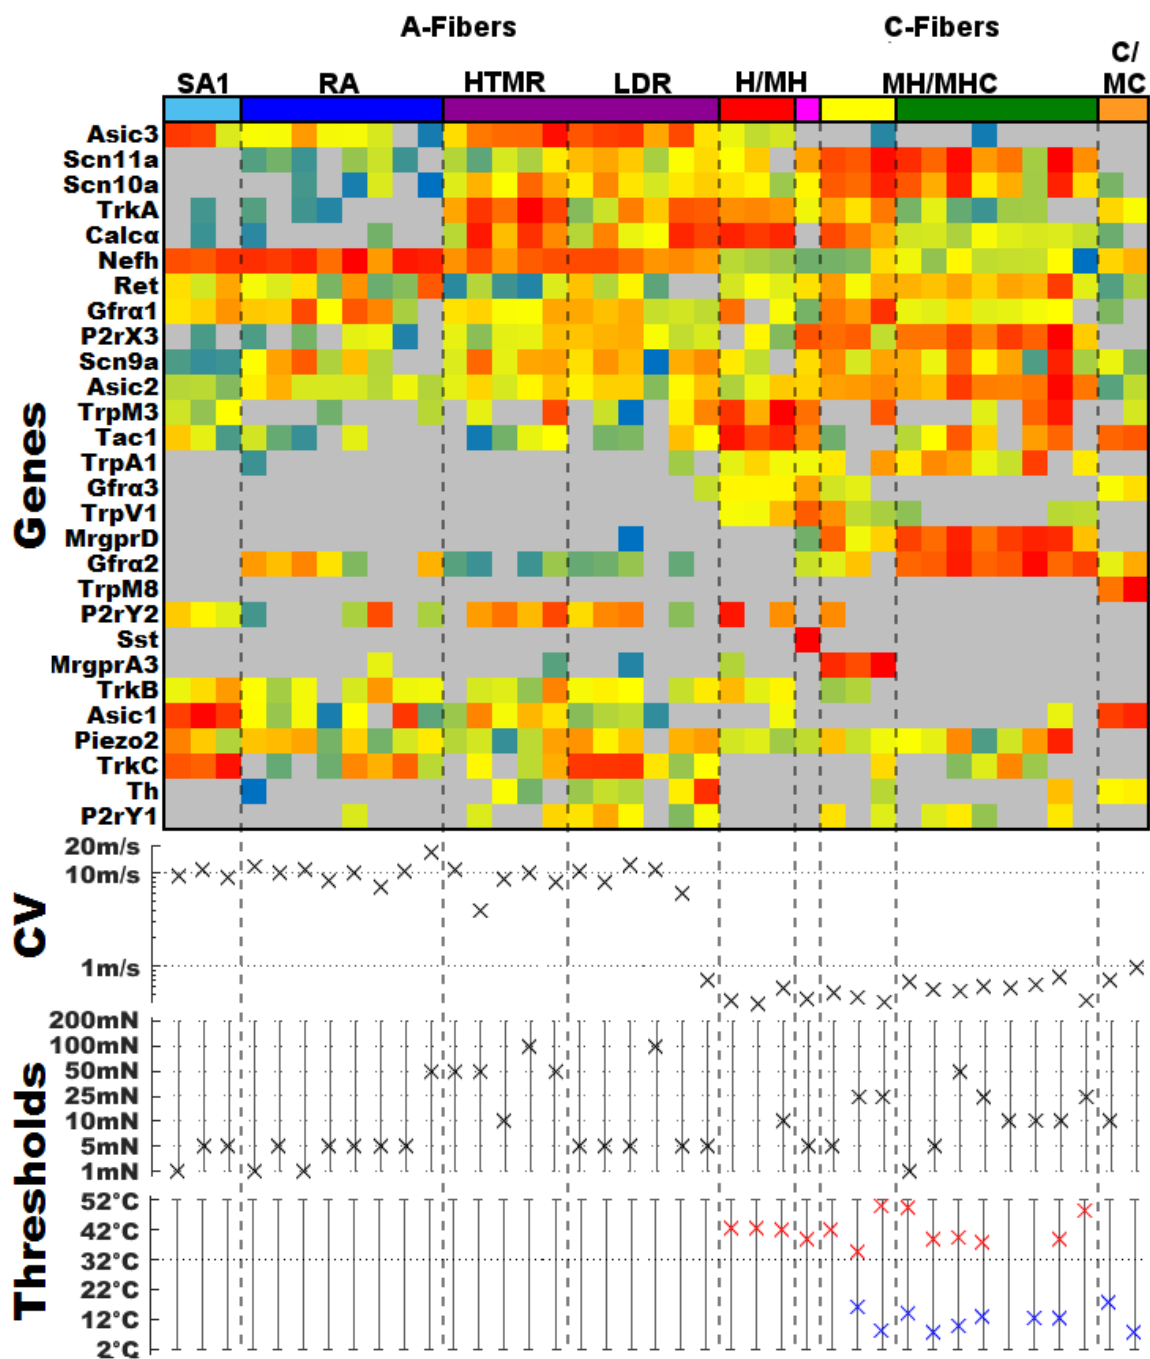 A-Fibers
C-Fibers
C/
MC
SA1
RA
HTMR
LDR
H/MH
MH/MHC
Genes
Asic3
Scn11a
Scn10a
TrkA
Calcα
Nefh
Ret
Gfrα1
P2rX3
Scn9a
Asic2
TrpM3
Tac1
TrpA1
Gfrα3
TrpV1
MrgprD
Gfrα2
TrpM8
P2rY2
Sst
MrgprA3
TrkB
Asic1
Piezo2
TrkC
Th
P2rY1
CV
20m/s
10m/s
1m/s
Thresholds
200mN
100mN
50mN
25mN
10mN
5mN
1mN
52°C
42°C
32°C
22°C
12°C
2°C